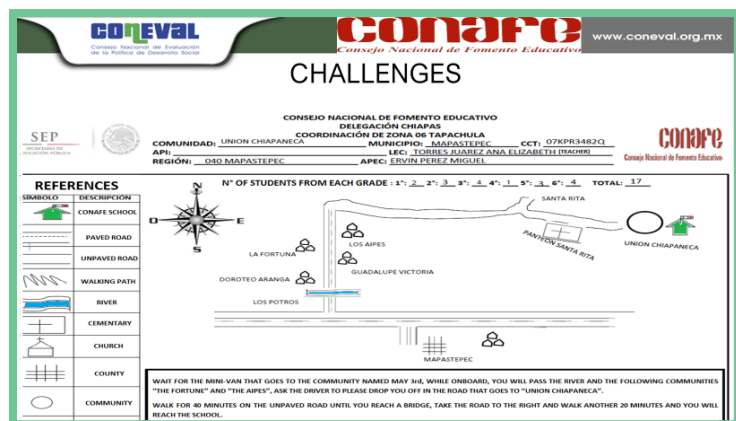 CONEVAL
Consejo Nacional de Evaluación
de la Política de Desarrollo Social
conafe
Consejo Nacional de Fomento Educativo
www.coneval.org.mx
CHALLENGES
SEP
SECRETARÍA DE
EDUCACIÓN PÚBLICA
CONSEJO NACIONAL DE FOMENTO EDUCATIVO
DELEGACIÓN CHIAPAS
COORDINACIÓN DE ZONA 06 TAPACHULA
COMUNIDAD: UNION CHIAPANECA MUNICIPIO: MAPASTEPEC CCT: 07KPR3482Q
API: LEC: TORRES JUAREZ ANA ELIZABETH (TEACHER)
REGIÓN: 040 MAPASTEPEC APEC: ERVIN PEREZ MIGUEL
conafe
Consejo Nacional de Fomento Educativo
REFERENCES
SÍMBOLO DESCRIPCIÓN
CONAFE SCHOOL
PAVED ROAD
UNPAVED ROAD
WALKING PATH
RIVER
CEMENTARY
CHURCH
COUNTY
COMMUNITY
N° OF STUDENTS FROM EACH GRADE : 1°: 2 2°: 3 3°: 4 4°: 1 5°: 3 6°: 4 TOTAL: 17
N
O E
S
SANTA RITA
PANTEÓN SANTA RITA
UNION CHIAPANECA
LOS AIPES
LA FORTUNA
GUADALUPE VICTORIA
DOROTEO ARANGA
LOS POTROS
MAPASTEPEC
WAIT FOR THE MINI-VAN THAT GOES TO THE COMMUNITY NAMED MAY 3rd, WHILE ONBOARD, YOU WILL PASS THE RIVER AND THE FOLLOWING COMMUNITIES
"THE FORTUNE" AND "THE AIPES", ASK THE DRIVER TO PLEASE DROP YOU OFF IN THE ROAD THAT GOES TO "UNION CHIAPANECA".
WALK FOR 40 MINUTES ON THE UNPAVED ROAD UNTIL YOU REACH A BRIDGE, TAKE THE ROAD TO THE RIGHT AND WALK ANOTHER 20 MINUTES AND YOU WILL
REACH THE SCHOOL.